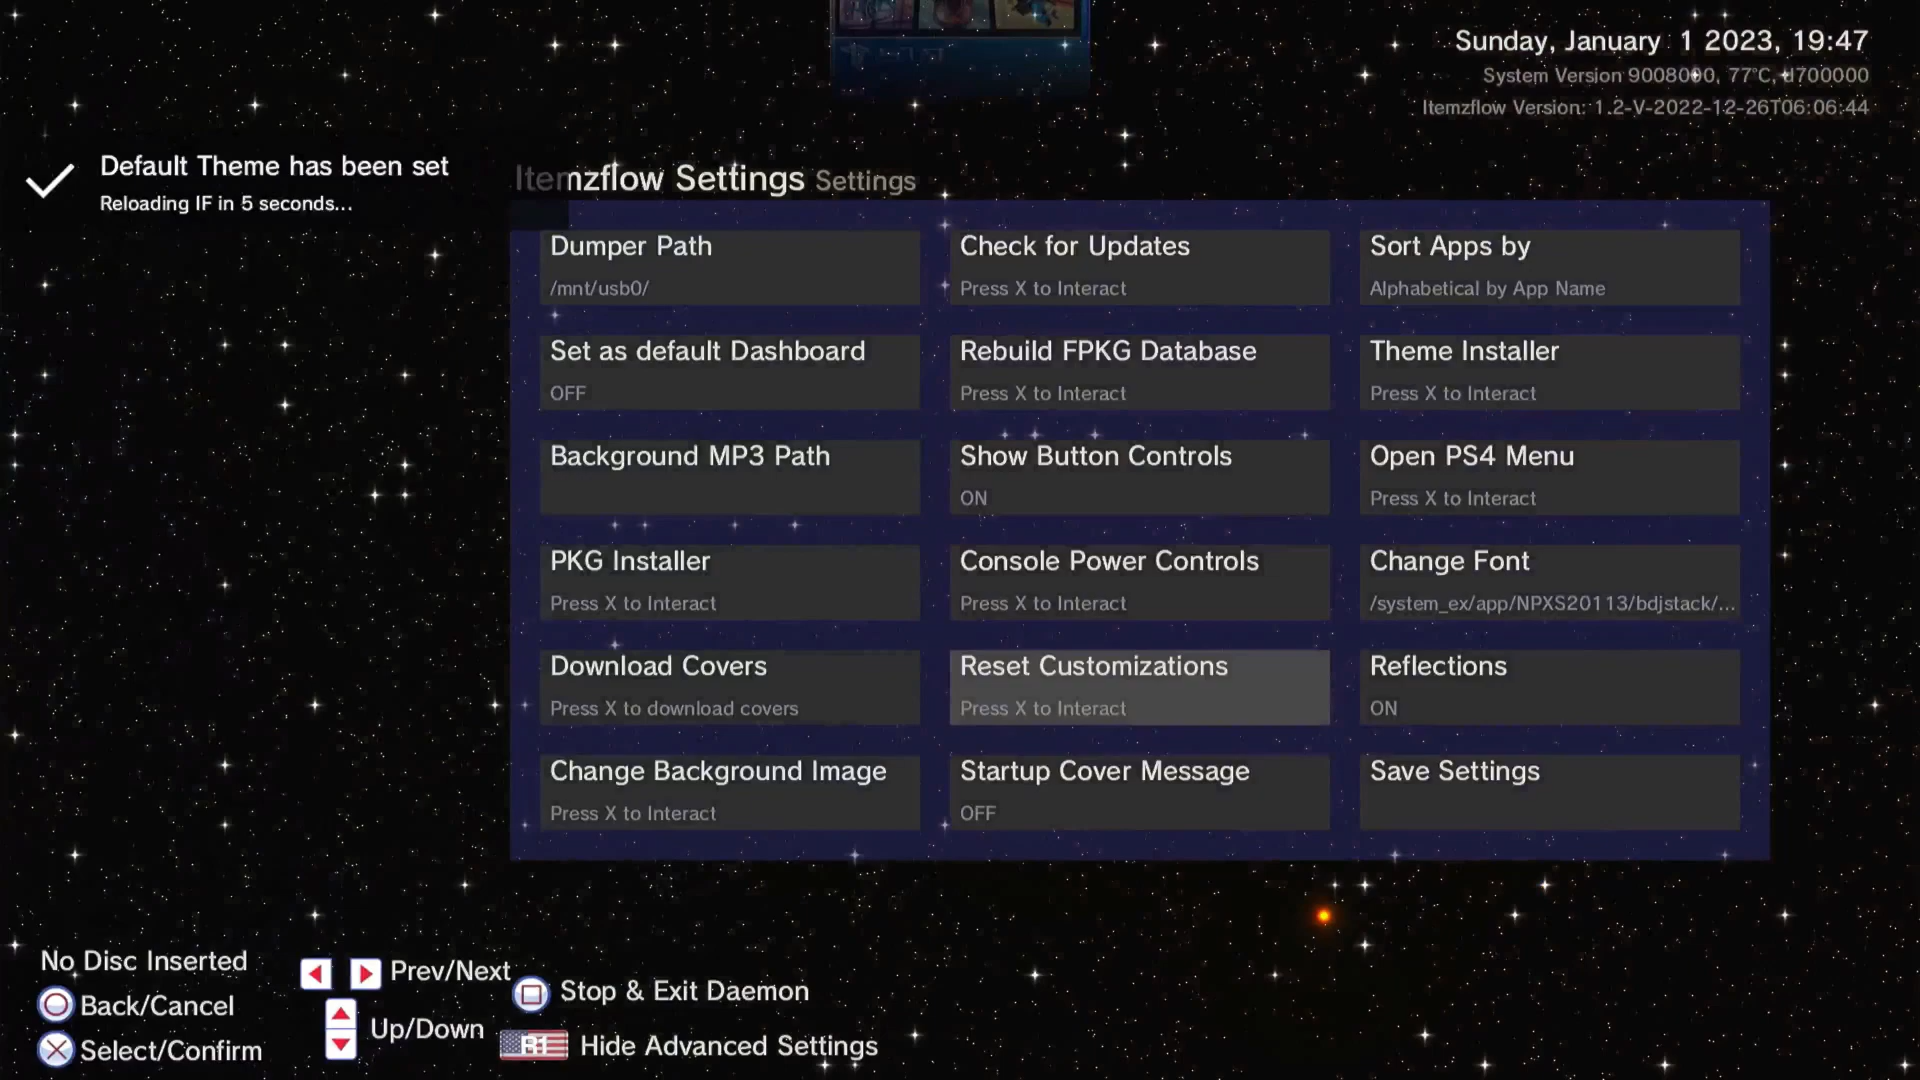 Sunday, January 1 2023, 19:47
System Version 9008000, 77°C, d700000
Itemzflow Version: 1.2-V-2022-12-26T06:06:44
Default Theme has been set
Reloading IF in 5 seconds...
Itemzflow Settings Settings
Dumper Path
/mnt/usb0/
Check for Updates
Press X to Interact
Sort Apps by
Alphabetical by App Name
Set as default Dashboard
OFF
Rebuild FPKG Database
Press X to Interact
Theme Installer
Press X to Interact
Background MP3 Path
Show Button Controls
ON
Open PS4 Menu
Press X to Interact
PKG Installer
Press X to Interact
Console Power Controls
Press X to Interact
Change Font
/system_ex/app/NPXS20113/bdjstack/...
Download Covers
Press X to download covers
Reset Customizations
Press X to Interact
Reflections
ON
Change Background Image
Press X to Interact
Startup Cover Message
OFF
Save Settings
No Disc Inserted
Back/Cancel
Select/Confirm
Prev/Next
Up/Down
Stop & Exit Daemon
R1 Hide Advanced Settings